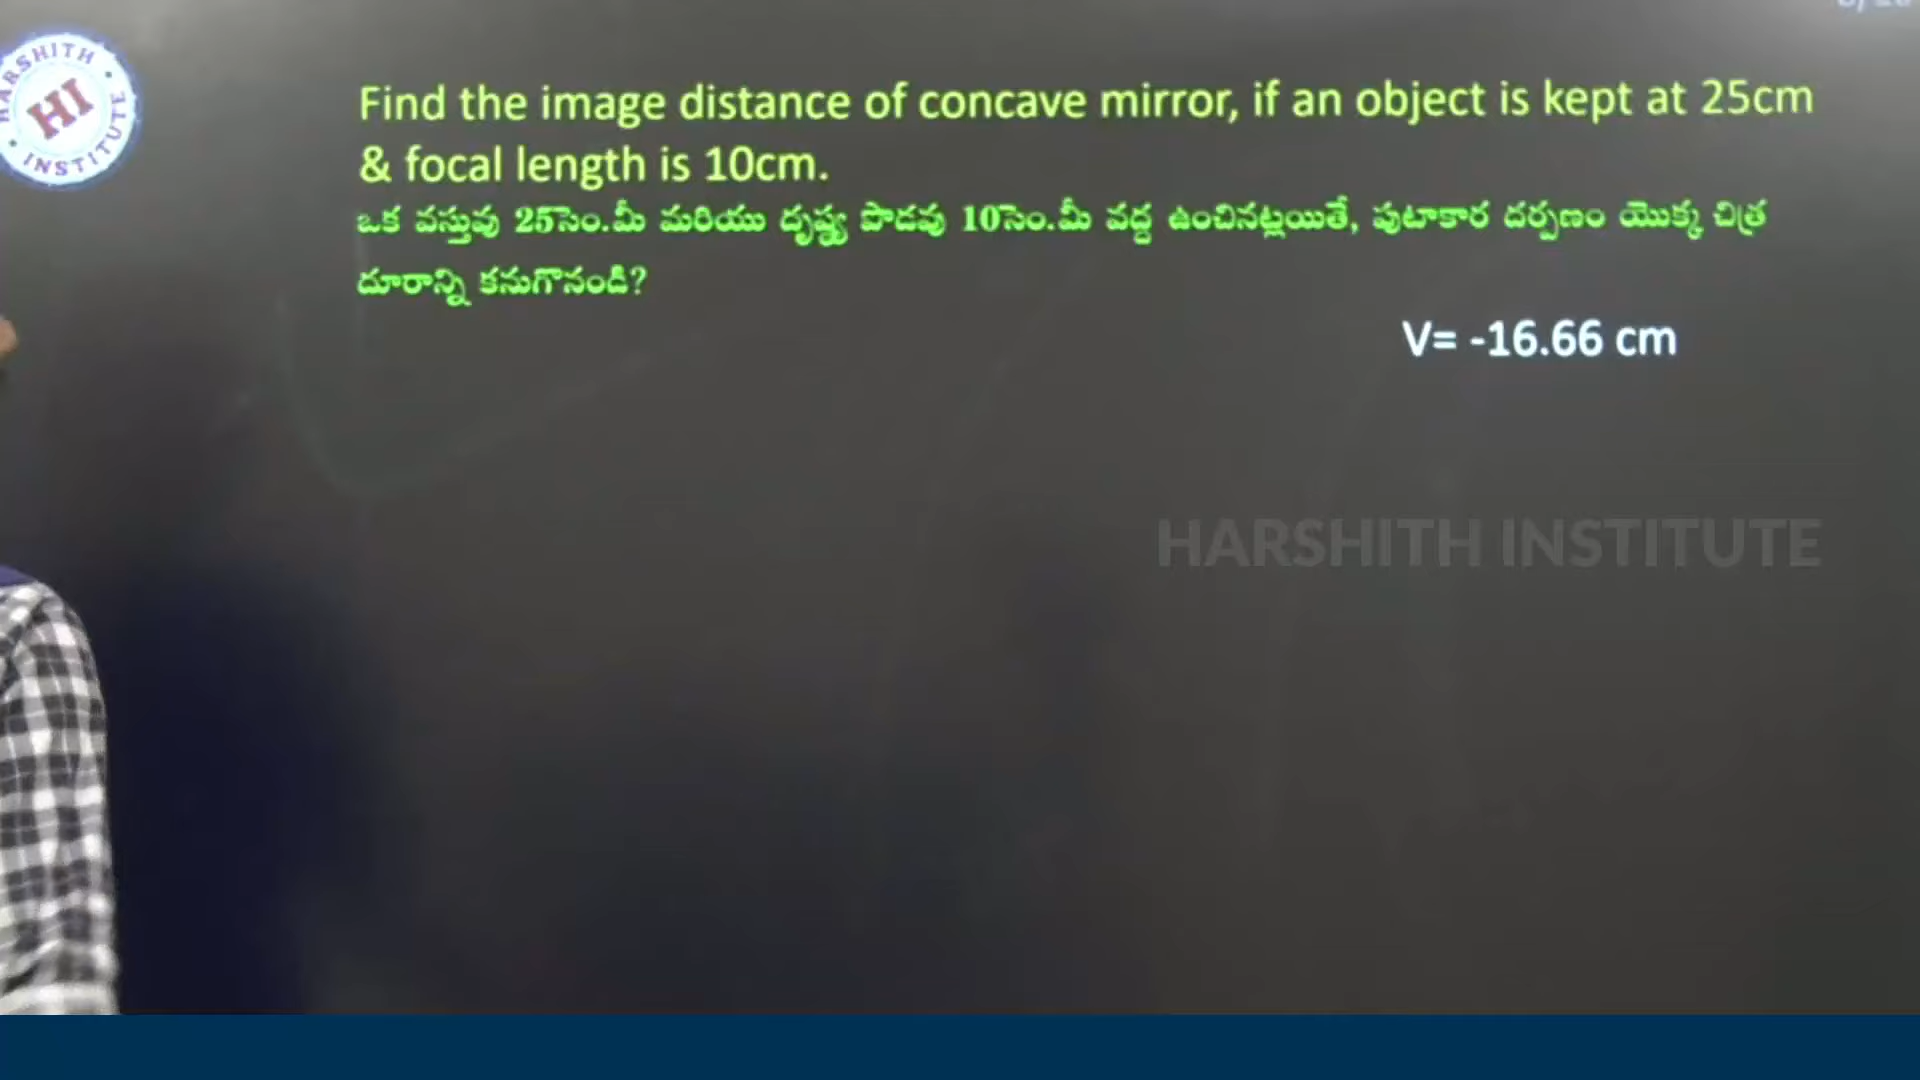 HARSHITH
HI
INSTITUTE
Find the image distance of concave mirror, if an object is kept at 25cm
& focal length is 10cm.
ఒక వస్తువు 25సెం.మీ మరియు దృష్ట్య పొడవు 10సెం.మీ వద్ద ఉంచినట్లయితే, పుటాకార దర్పణం యొక్క చిత్ర
దూరాన్ని కనుగొనండి?
V= -16.66 cm
HARSHITH INSTITUTE